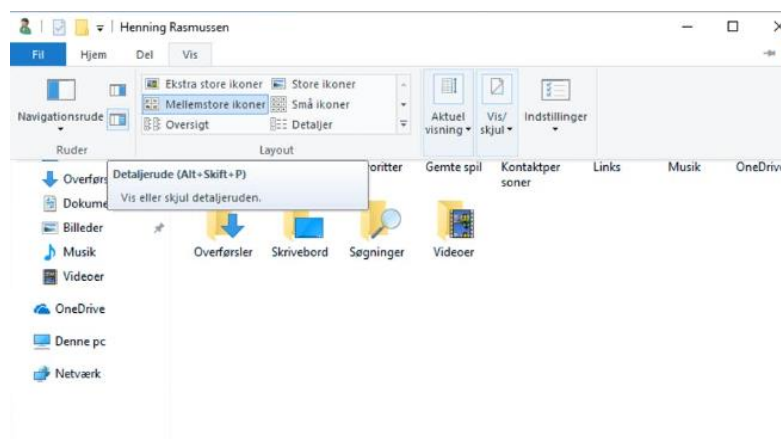 Henning Rasmussen
Fil Hjem Del Vis
Ekstra store ikoner Store ikoner
Mellemstore ikoner Små ikoner
Oversigt Detaljer
Navigationsrude
Aktuel visning
Vis/ skjul
Indstillinger
Ruder Layout
Detaljerude (Alt+Skift+P)
Vis eller skjul detaljeruden.
Gemte spil Kontaktper Links Musik
soner
Overførsler Skrivebord Søgninger Videoer
Billeder
Musik
Videoer
OneDrive
Denne pc
Netværk